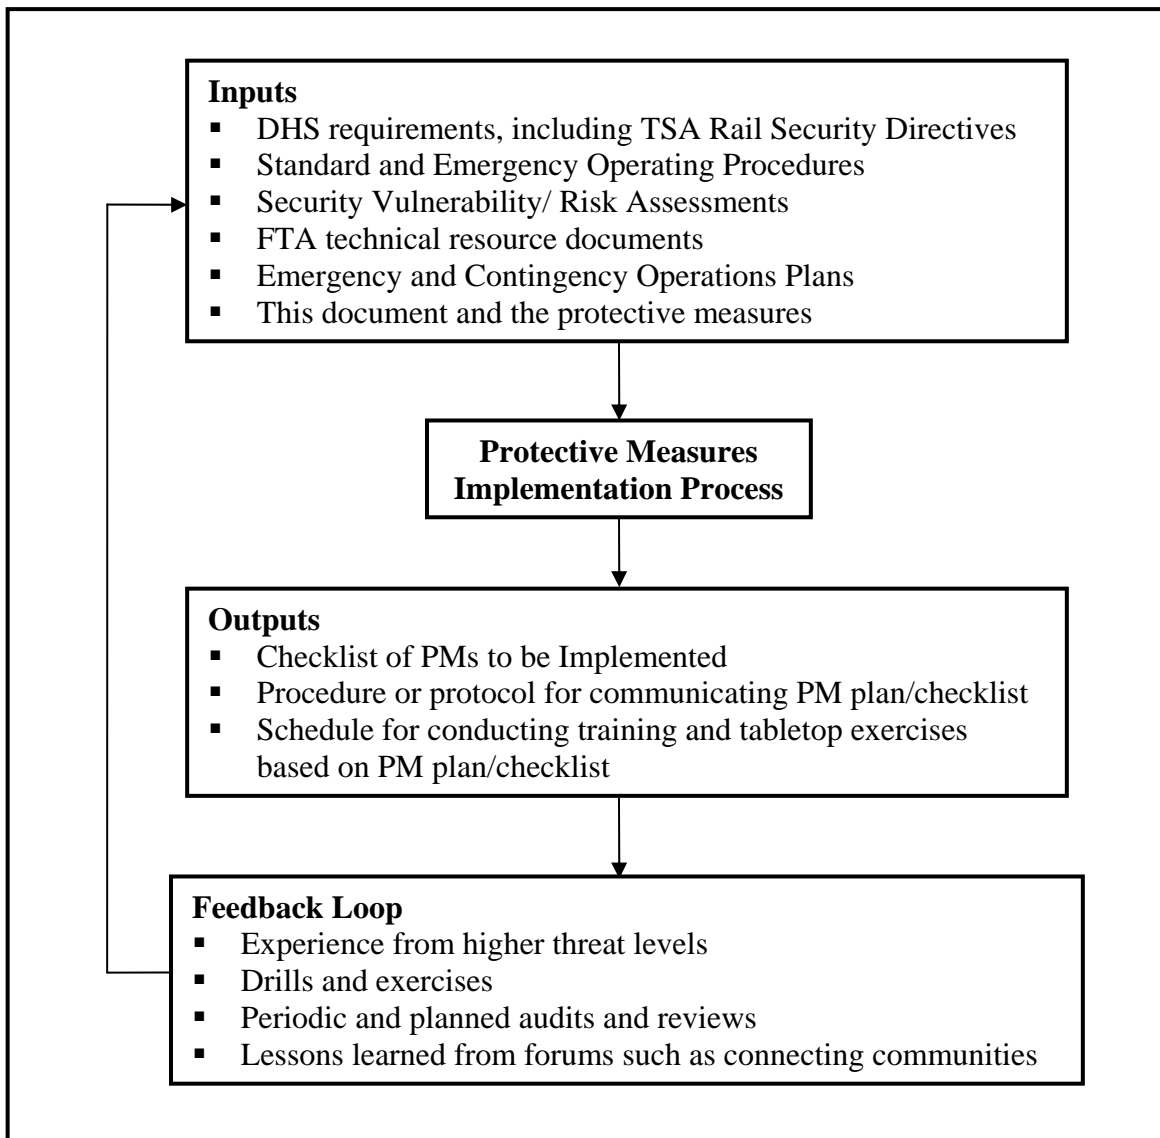 Inputs
▪ DHS requirements, including TSA Rail Security Directives
▪ Standard and Emergency Operating Procedures
▪ Security Vulnerability/ Risk Assessments
▪ FTA technical resource documents
▪ Emergency and Contingency Operations Plans
▪ This document and the protective measures
Protective Measures
Implementation Process
Outputs
▪ Checklist of PMs to be Implemented
▪ Procedure or protocol for communicating PM plan/checklist
▪ Schedule for conducting training and tabletop exercises
based on PM plan/checklist
Feedback Loop
▪ Experience from higher threat levels
▪ Drills and exercises
▪ Periodic and planned audits and reviews
▪ Lessons learned from forums such as connecting communities